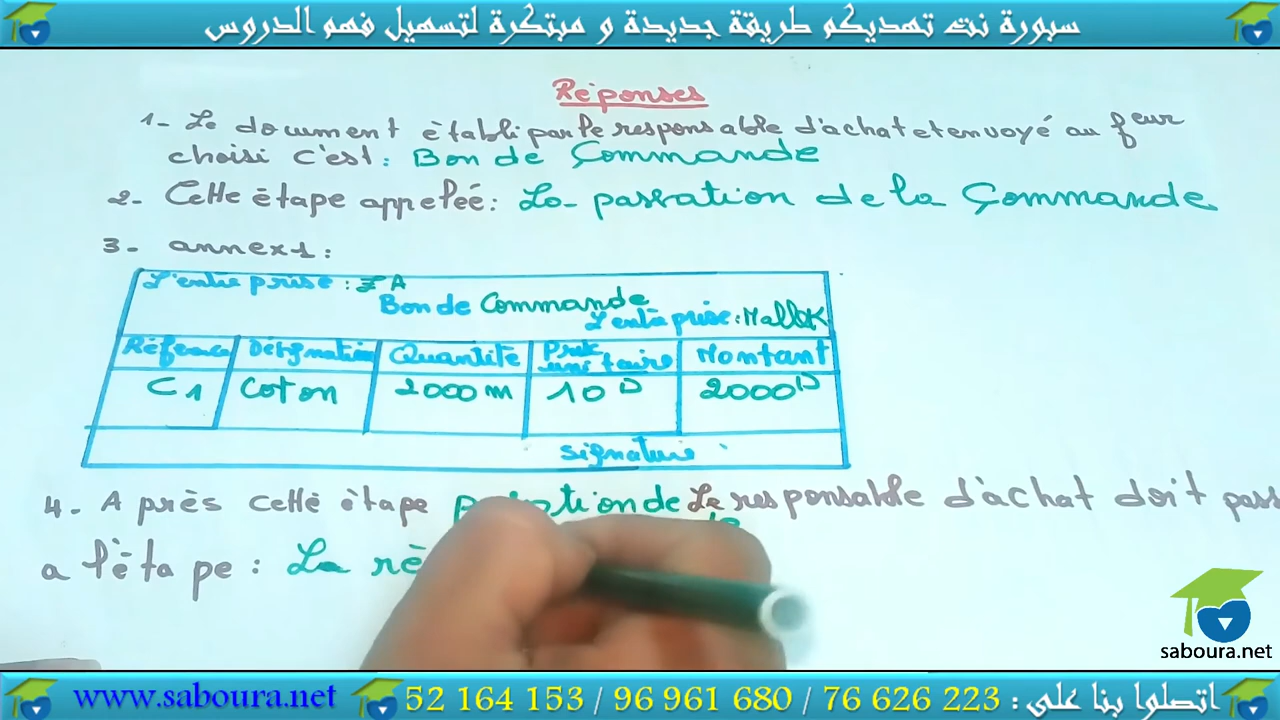 سبورة نت تهديكم طريقة جديدة و مبتكرة لتسهيل فهم الدروس
Réponses
1- Le document établi par le responsable d'achat et envoyé au feur
choisi c'est: Bon de Commande
2- Cette étape appelée: La passation de la Commande
3- annexe1:
L'entreprise: ZA
Bon de Commande
L'entreprise: Mallok
Référence Désignation Quantité Prix unitaire Montant
C1 Coton 2000 m 10 D 2000 D
signature
4- Après cette étape Le responsable d'achat doit pass
a l'étape: La ré
saboura.net
www.saboura.net اتصلوا بنا على : 52 164 153 / 96 961 680 / 76 626 223